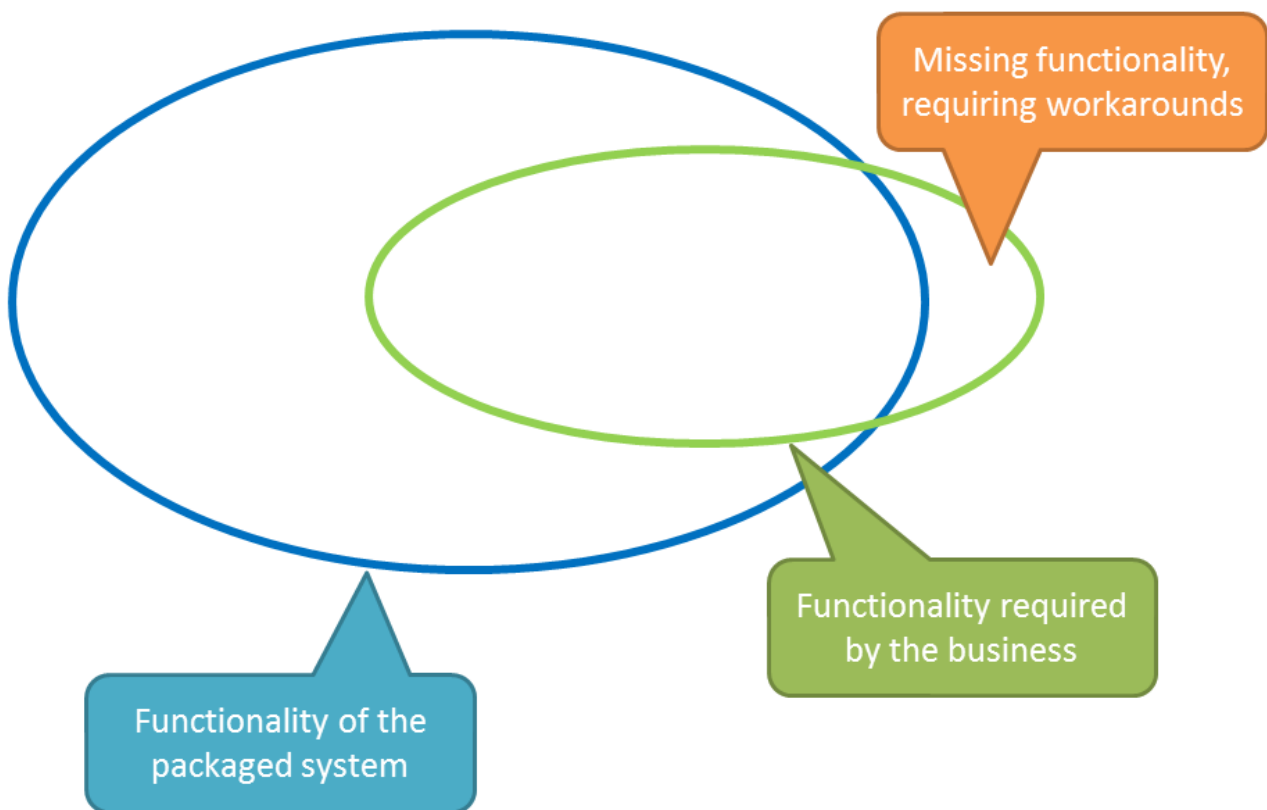 Missing functionality,
requiring workarounds
Functionality required
by the business
Functionality of the
packaged system